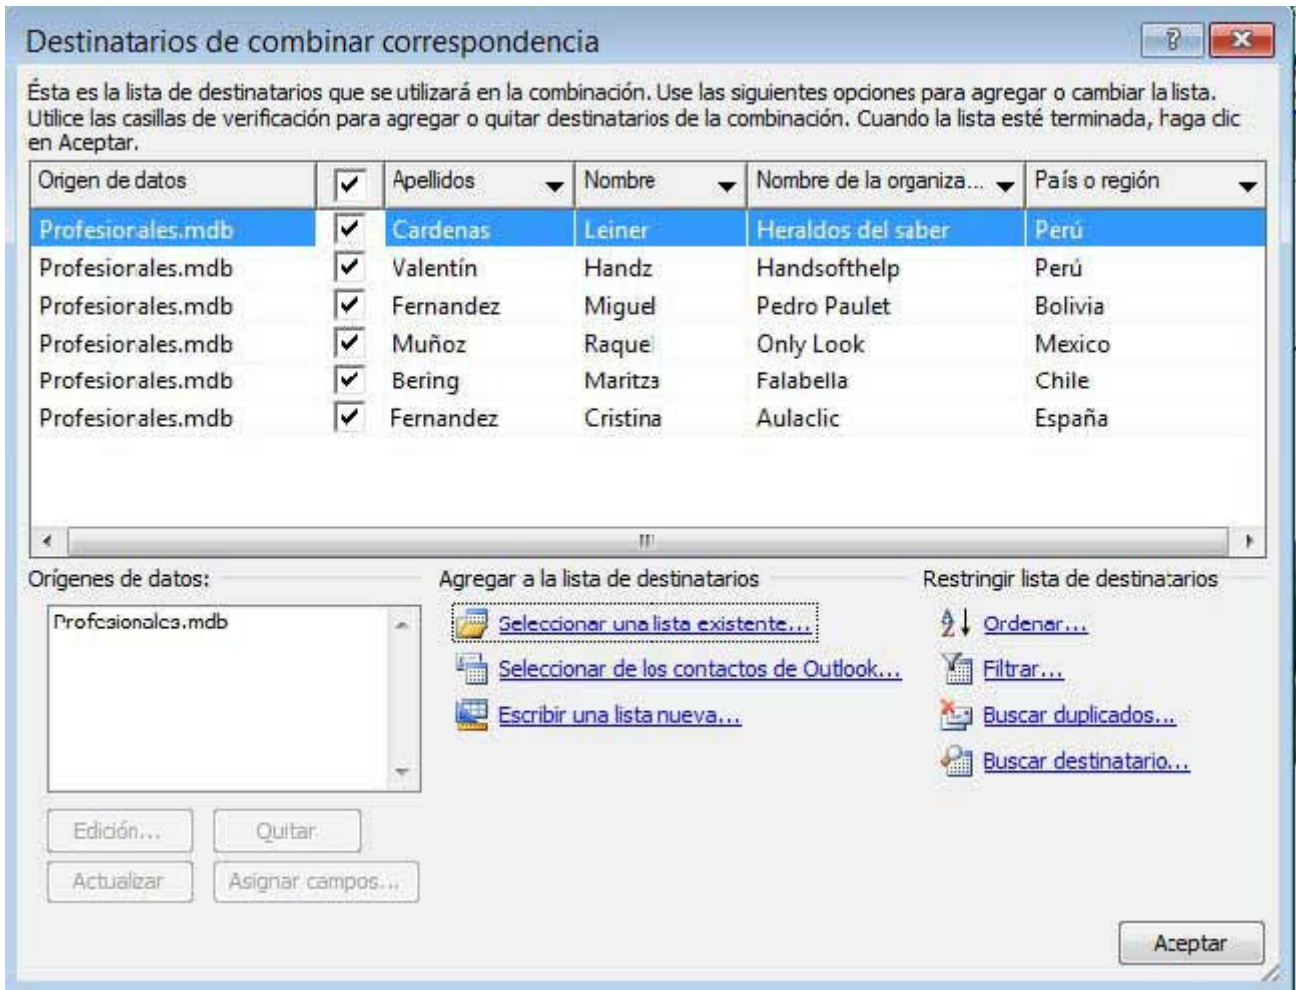 Destinatarios de combinar correspondencia
Ésta es la lista de destinatarios que se utilizará en la combinación. Use las siguientes opciones para agregar o cambiar la lista.
Utilice las casillas de verificación para agregar o quitar destinatarios de la combinación. Cuando la lista esté terminada, haga clic
en Aceptar.
Origen de datos Apellidos Nombre Nombre de la organiza... País o región
Profesionales.mdb Cardenas Leiner Heraldos del saber Perú
Profesionales.mdb Valentín Handz Handsofthelp Perú
Profesionales.mdb Fernandez Miguel Pedro Paulet Bolivia
Profesionales.mdb Muñoz Raquel Only Look Mexico
Profesionales.mdb Bering Maritza Falabella Chile
Profesionales.mdb Fernandez Cristina Aulaclic España
Orígenes de datos: Agregar a la lista de destinatarios Restringir lista de destinatarios
Profesionales.mdb Seleccionar una lista existente... Ordenar...
Seleccionar de los contactos de Outlook... Filtrar...
Escribir una lista nueva... Buscar duplicados...
Buscar destinatario...
Edición... Quitar
Actualizar Asignar campos...
Aceptar